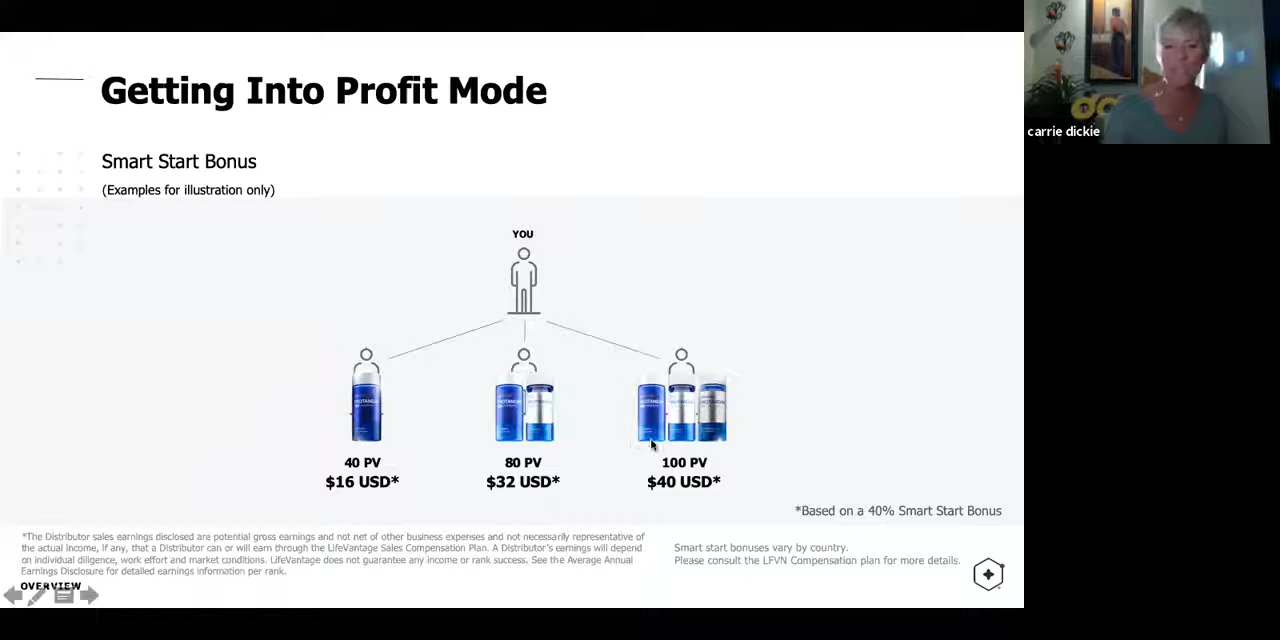 Getting Into Profit Mode
Smart Start Bonus
(Examples for illustration only)
carrie dickie
YOU
40 PV
$16 USD*
80 PV
$32 USD*
100 PV
$40 USD*
*Based on a 40% Smart Start Bonus
*The Distributor sales earnings disclosed are potential gross earnings and not net of other business expenses and not necessarily representative of
the actual income, if any, that a Distributor can or will earn through the LifeVantage Sales Compensation Plan. A Distributor's earnings will depend
on individual diligence, work effort and market conditions. LifeVantage does not guarantee any income or rank success. See the Average Annual
Earnings Disclosure for detailed earnings information per rank.
Smart start bonuses vary by country.
Please consult the LFVN Compensation plan for more details.
OVERVIEW